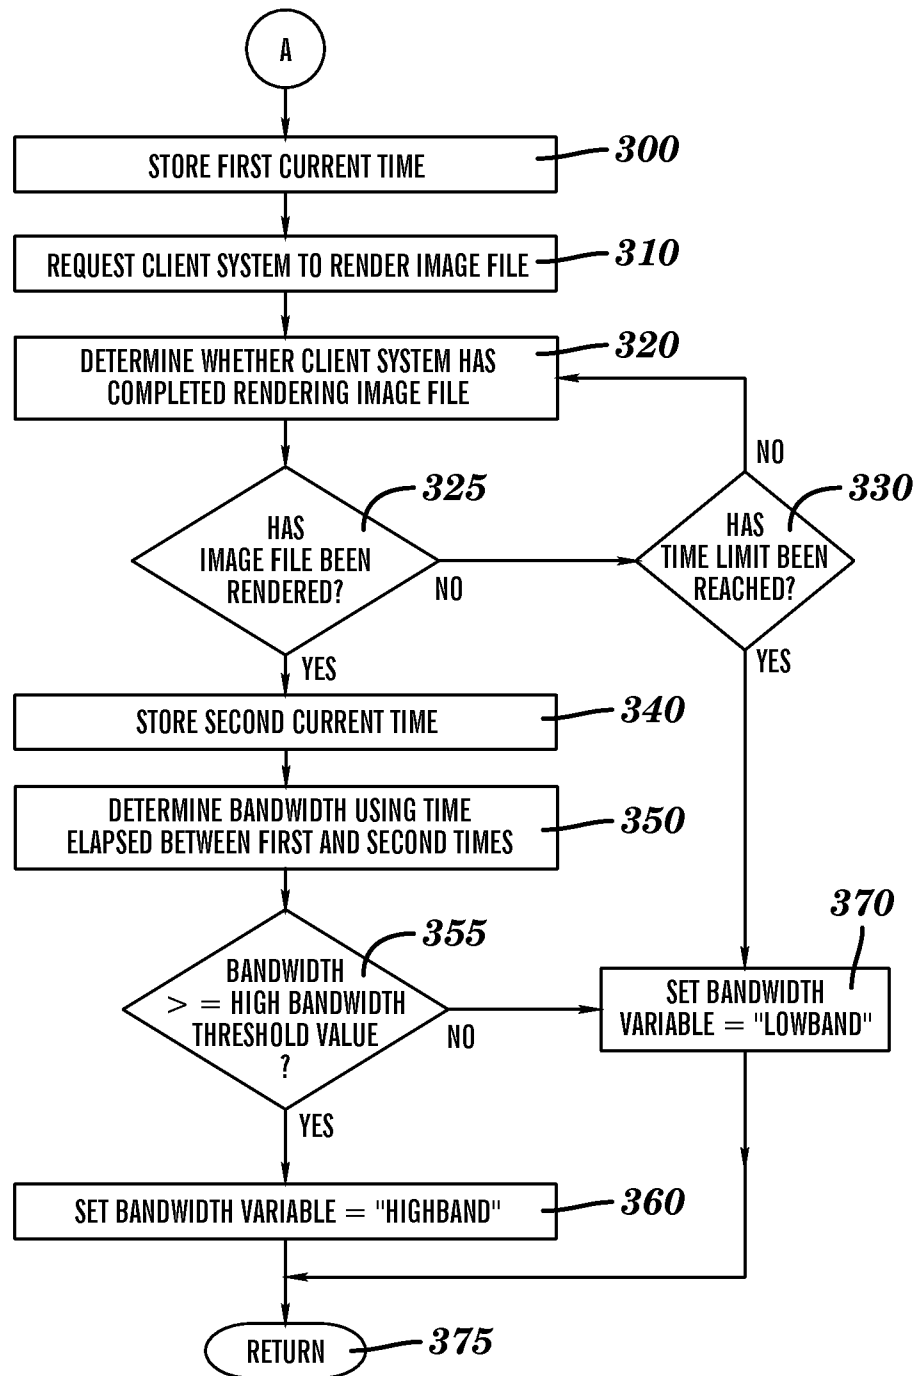 A
STORE FIRST CURRENT TIME
300
REQUEST CLIENT SYSTEM TO RENDER IMAGE FILE
310
DETERMINE WHETHER CLIENT SYSTEM HAS
COMPLETED RENDERING IMAGE FILE
320
HAS
IMAGE FILE BEEN
RENDERED?
325
NO
HAS
TIME LIMIT BEEN
REACHED?
330
NO
YES
YES
STORE SECOND CURRENT TIME
340
DETERMINE BANDWIDTH USING TIME
ELAPSED BETWEEN FIRST AND SECOND TIMES
350
BANDWIDTH
> = HIGH BANDWIDTH
THRESHOLD VALUE
?
355
NO
SET BANDWIDTH
VARIABLE = "LOWBAND"
370
YES
SET BANDWIDTH VARIABLE = "HIGHBAND"
360
RETURN
375